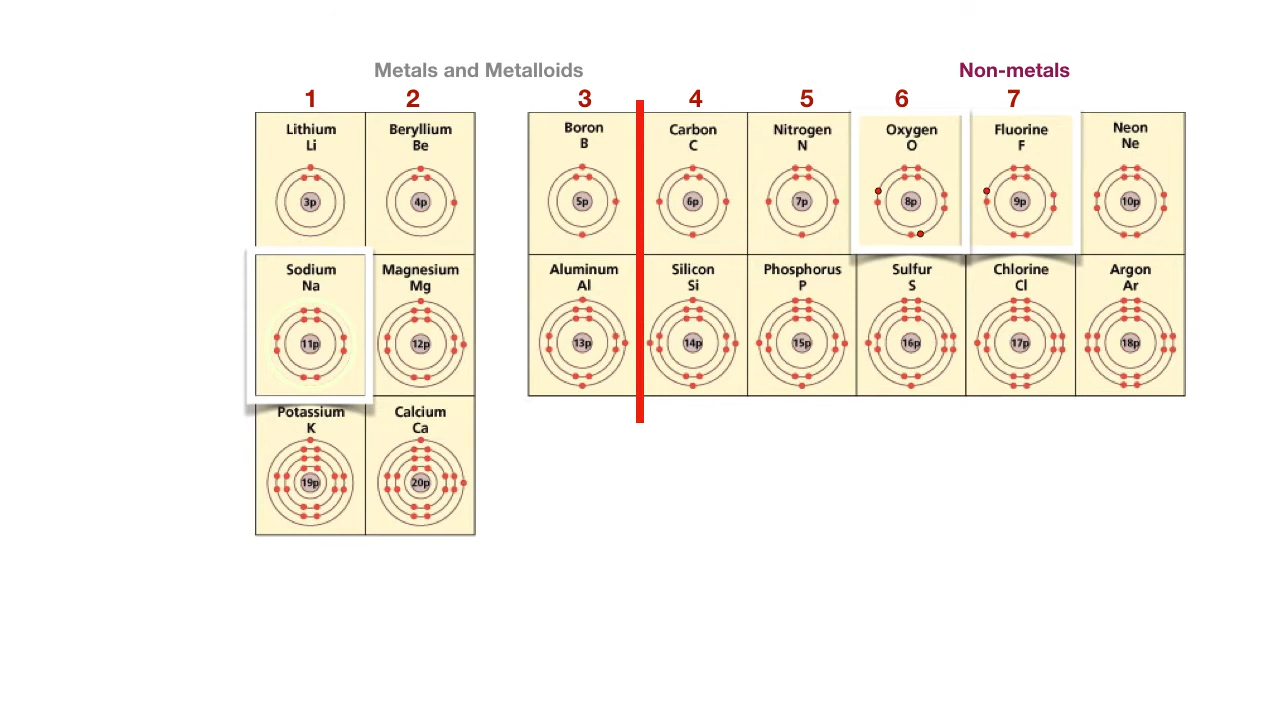 Metals and Metalloids Non-metals
1 2 3 4 5 6 7
Lithium Beryllium Boron Carbon Nitrogen Oxygen Fluorine Neon
Li Be B C N O F Ne
3p 4p 5p 6p 7p 8p 9p 10p
Sodium Magnesium Aluminum Silicon Phosphorus Sulfur Chlorine Argon
Na Mg Al Si P S Cl Ar
11p 12p 13p 14p 15p 16p 17p 18p
Potassium Calcium
K Ca
19p 20p